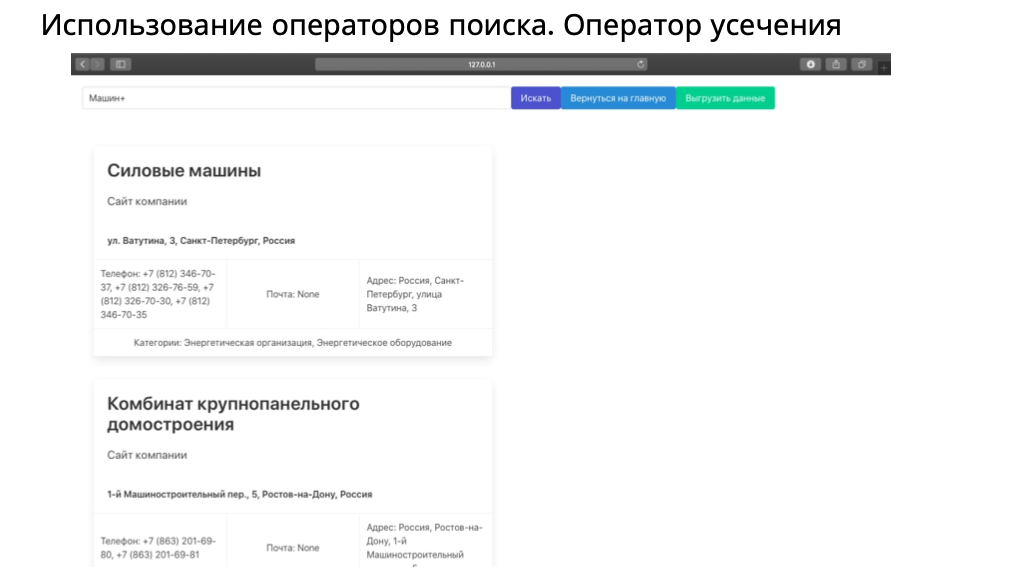 Использование операторов поиска. Оператор усечения
127.0.0.1
Машин+
Искать
Вернуться на главную
Выгрузить данные
Силовые машины
Сайт компании
ул. Ватутина, 3, Санкт-Петербург, Россия
Телефон: +7 (812) 346-70-
37, +7 (812) 326-76-59, +7
(812) 326-70-30, +7 (812)
346-70-35
Почта: None
Адрес: Россия, Санкт-
Петербург, улица
Ватутина, 3
Категории: Энергетическая организация, Энергетическое оборудование
Комбинат крупнопанельного
домостроения
Сайт компании
1-й Машиностроительный пер., 5, Ростов-на-Дону, Россия
Телефон: +7 (863) 201-69-
80, +7 (863) 201-69-81
Почта: None
Адрес: Россия, Ростов-на-
Дону, 1-й
Машиностроительный